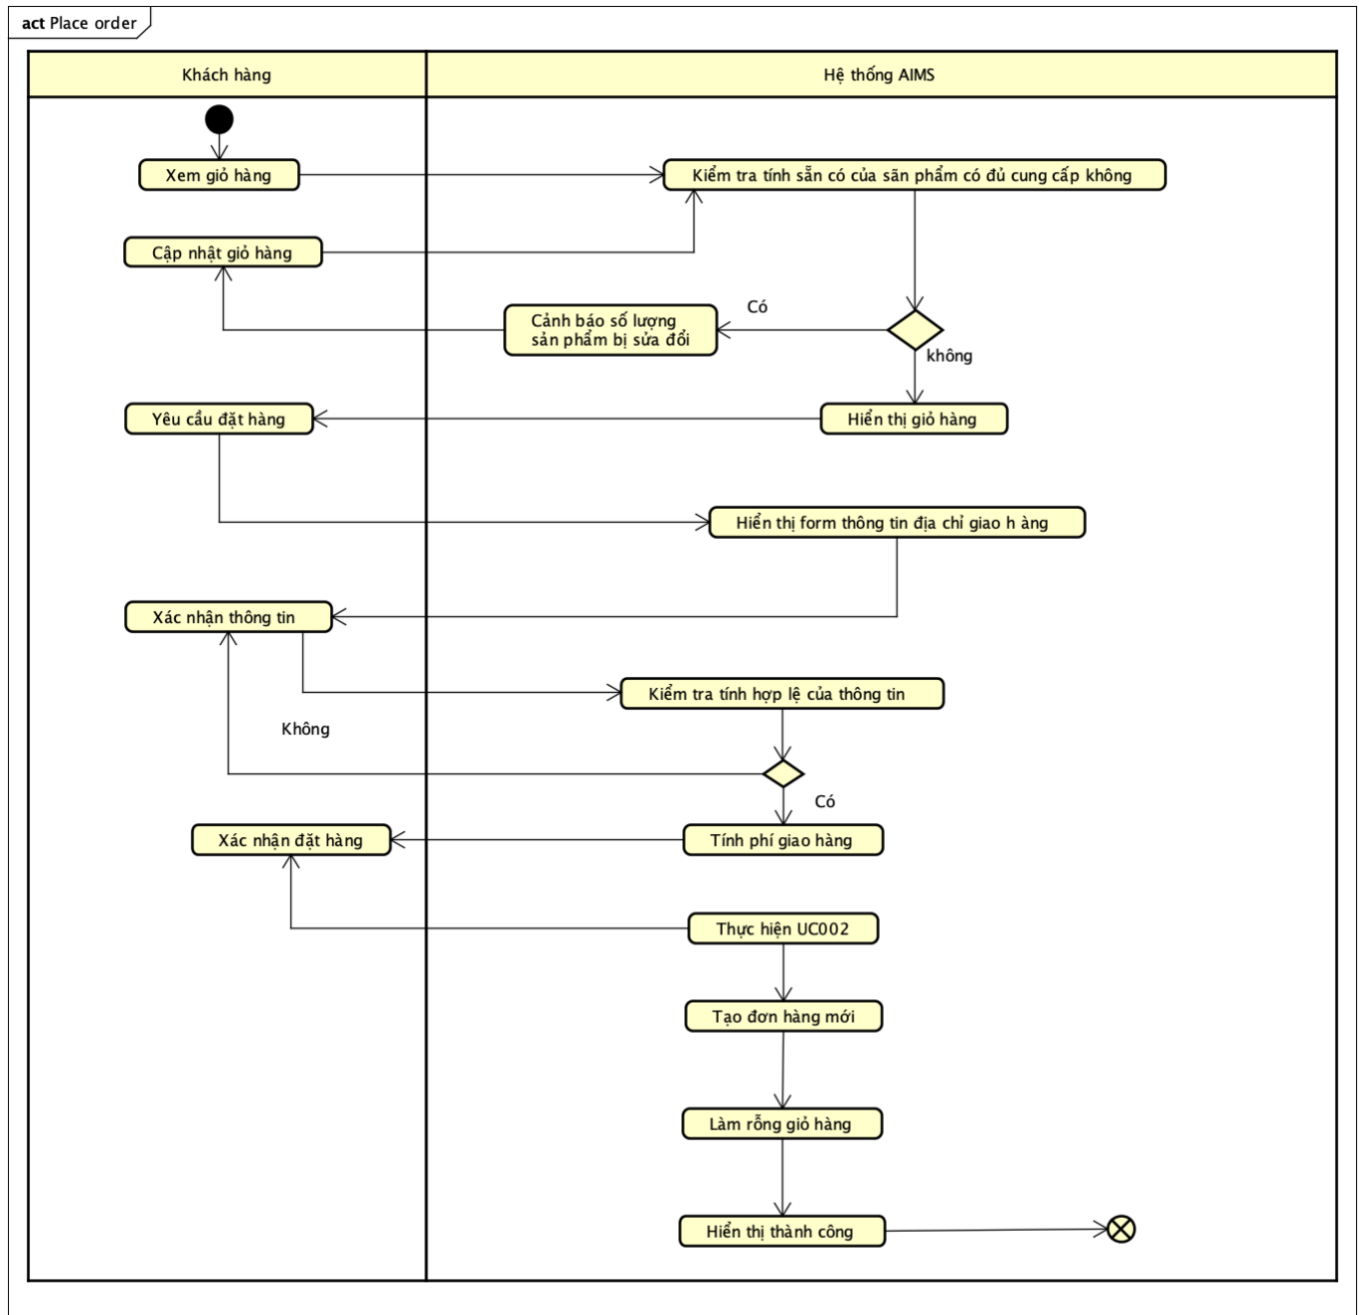 act Place order
Khách hàng
Hệ thống AIMS
Xem giỏ hàng
Kiểm tra tính sẵn có của sãn phẩm có đủ cung cấp không
Cập nhật giỏ hàng
Có
Cảnh báo số lượng
sản phẩm bị sửa đổi
không
Yêu cầu đặt hàng
Hiển thị giỏ hàng
Hiển thị form thông tin địa chỉ giao h àng
Xác nhận thông tin
Kiểm tra tính hợp lệ của thông tin
Không
Có
Xác nhận đặt hàng
Tính phí giao hàng
Thực hiện UC002
Tạo đơn hàng mới
Làm rỗng giỏ hàng
Hiển thị thành công